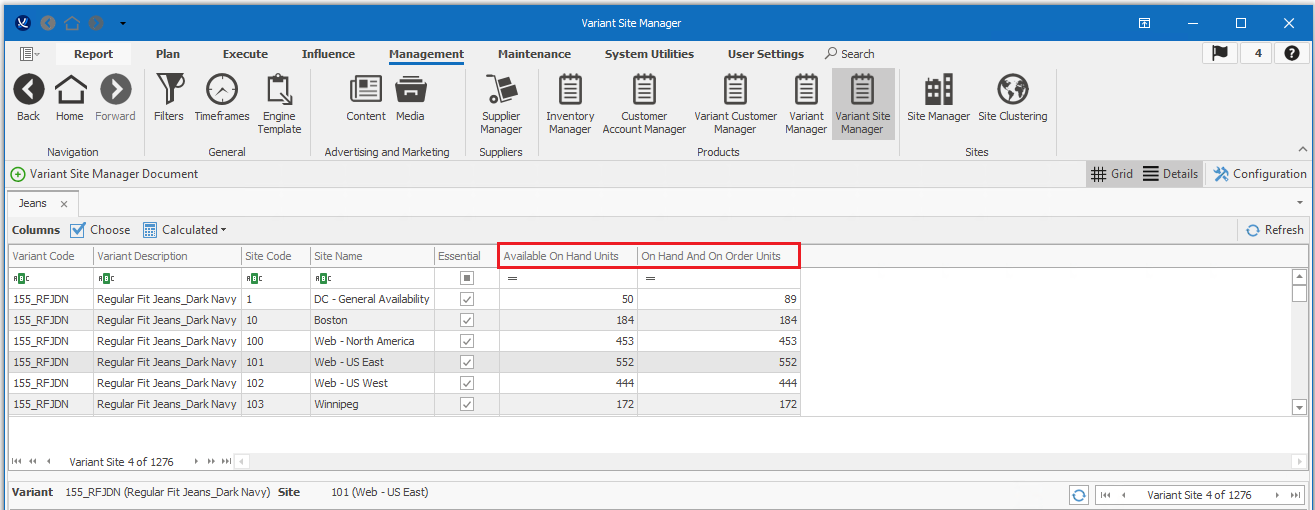 Variant Site Manager
Report Plan Execute Influence Management Maintenance System Utilities User Settings Search 4
Back Home Forward Filters Timeframes Engine Template Content Media Supplier Manager Inventory Manager Customer Account Manager Variant Customer Manager Variant Manager Variant Site Manager Site Manager Site Clustering
Navigation General Advertising and Marketing Suppliers Products Sites
Variant Site Manager Document Grid Details Configuration
Jeans
Columns Choose Calculated Refresh
Variant Code Variant Description Site Code Site Name Essential Available On Hand Units On Hand And On Order Units
ABC ABC ABC ABC = =
155_RFJDN Regular Fit Jeans_Dark Navy 1 DC - General Availability 50 89
155_RFJDN Regular Fit Jeans_Dark Navy 10 Boston 184 184
155_RFJDN Regular Fit Jeans_Dark Navy 100 Web - North America 453 453
155_RFJDN Regular Fit Jeans_Dark Navy 101 Web - US East 552 552
155_RFJDN Regular Fit Jeans_Dark Navy 102 Web - US West 444 444
155_RFJDN Regular Fit Jeans_Dark Navy 103 Winnipeg 172 172
Variant Site 4 of 1276
Variant 155_RFJDN (Regular Fit Jeans_Dark Navy) Site 101 (Web - US East) Variant Site 4 of 1276